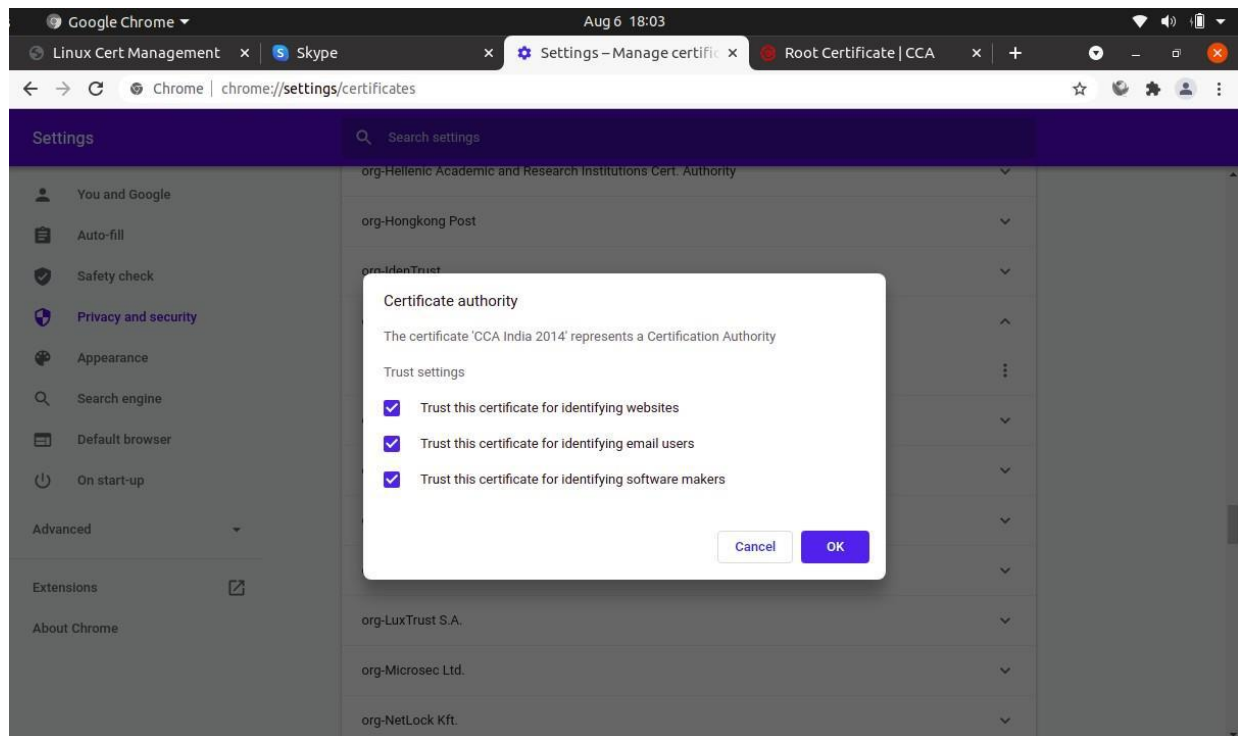 Google Chrome
Aug 6 18:03
Linux Cert Management
Skype
Settings – Manage certific
Root Certificate | CCA
Chrome | chrome://settings/certificates
Settings
Search settings
org-Hellenic Academic and Research Institutions Cert. Authority
You and Google
org-Hongkong Post
Auto-fill
Safety check
org-IdenTrust
Privacy and security
Appearance
Search engine
Default browser
On start-up
Advanced
Extensions
About Chrome
Certificate authority
The certificate 'CCA India 2014' represents a Certification Authority
Trust settings
Trust this certificate for identifying websites
Trust this certificate for identifying email users
Trust this certificate for identifying software makers
Cancel
OK
org-LuxTrust S.A.
org-Microsec Ltd.
org-NetLock Kft.